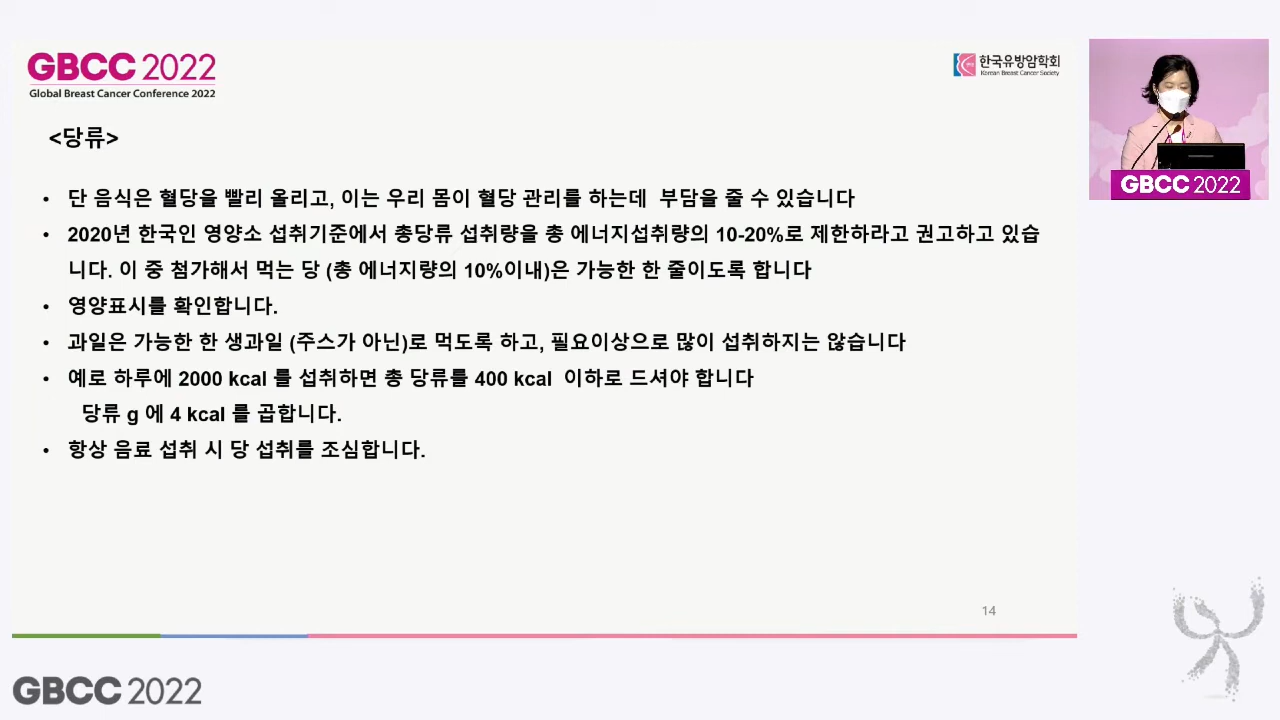 GBCC 2022
Global Breast Cancer Conference 2022
한국유방암학회
Korean Breast Cancer Society
<당류>
• 단 음식은 혈당을 빨리 올리고, 이는 우리 몸이 혈당 관리를 하는데 부담을 줄 수 있습니다
• 2020년 한국인 영양소 섭취기준에서 총당류 섭취량을 총 에너지섭취량의 10-20%로 제한하라고 권고하고 있습
니다. 이 중 첨가해서 먹는 당 (총 에너지량의 10%이내)은 가능한 한 줄이도록 합니다
• 영양표시를 확인합니다.
• 과일은 가능한 한 생과일 (주스가 아닌)로 먹도록 하고, 필요이상으로 많이 섭취하지는 않습니다
• 예로 하루에 2000 kcal 를 섭취하면 총 당류를 400 kcal 이하로 드셔야 합니다
당류 g 에 4 kcal 를 곱합니다.
• 항상 음료 섭취 시 당 섭취를 조심합니다.
14
GBCC 2022
GBCC 2022